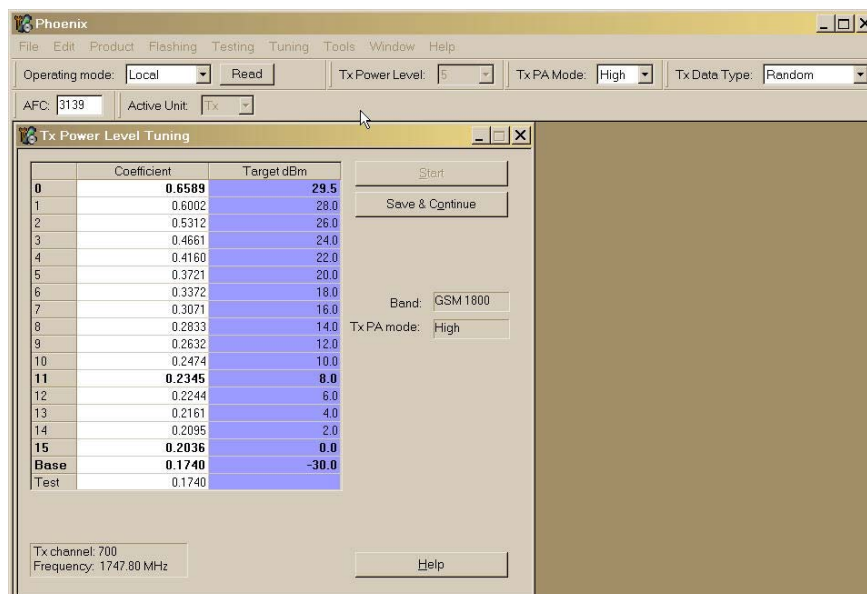 Phoenix
File Edit Product Flashing Testing Tuning Tools Window Help
Operating mode: Local Read Tx Power Level: 5 Tx PA Mode: High Tx Data Type: Random
AFC: 3139 Active Unit: Tx
Tx Power Level Tuning
Coefficient Target dBm
0 0.6589 29.5
1 0.6002 28.0
2 0.5312 26.0
3 0.4661 24.0
4 0.4160 22.0
5 0.3721 20.0
6 0.3372 18.0
7 0.3071 16.0
8 0.2833 14.0
9 0.2632 12.0
10 0.2474 10.0
11 0.2345 8.0
12 0.2244 6.0
13 0.2161 4.0
14 0.2095 2.0
15 0.2036 0.0
Base 0.1740 -30.0
Test 0.1740
Start
Save & Continue
Band: GSM 1800
Tx PA mode: High
Tx channel: 700
Frequency: 1747.80 MHz
Help